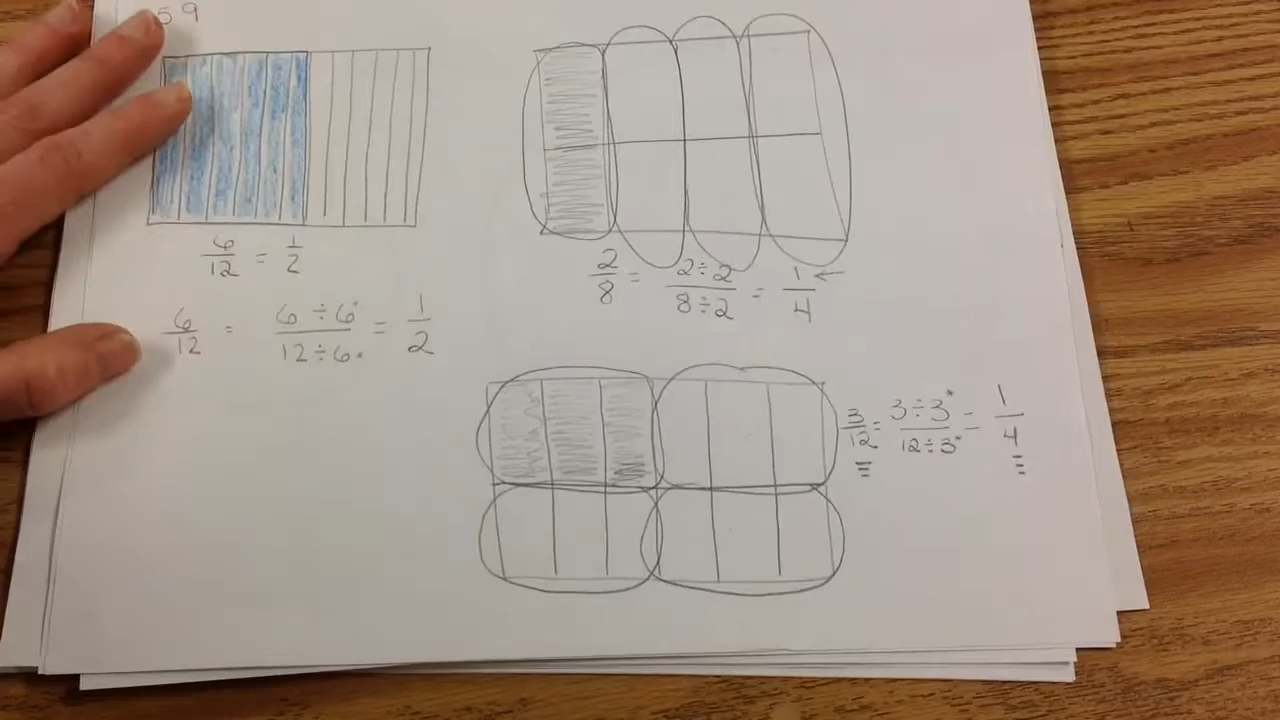 59
6/12 = 1/2
6/12 = 6÷6/12÷6 = 1/2
2/8 = 2÷2/8÷2 = 1/4 ←
3/12 = 3÷3/12÷3 = 1/4